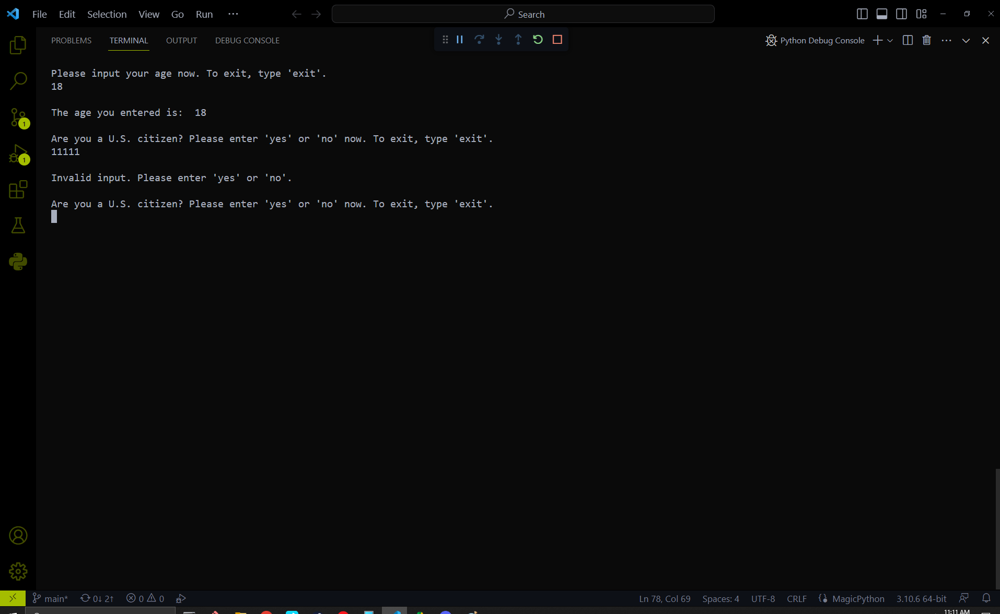 File Edit Selection View Go Run ···
Search
PROBLEMS TERMINAL OUTPUT DEBUG CONSOLE
Python Debug Console
Please input your age now. To exit, type 'exit'.
18
The age you entered is:  18
Are you a U.S. citizen? Please enter 'yes' or 'no' now. To exit, type 'exit'.
11111
Invalid input. Please enter 'yes' or 'no'.
Are you a U.S. citizen? Please enter 'yes' or 'no' now. To exit, type 'exit'.
1
1
main* 0↓ 2↑ 0 0 Ln 78, Col 69 Spaces: 4 UTF-8 CRLF MagicPython 3.10.6 64-bit
11:11 AM